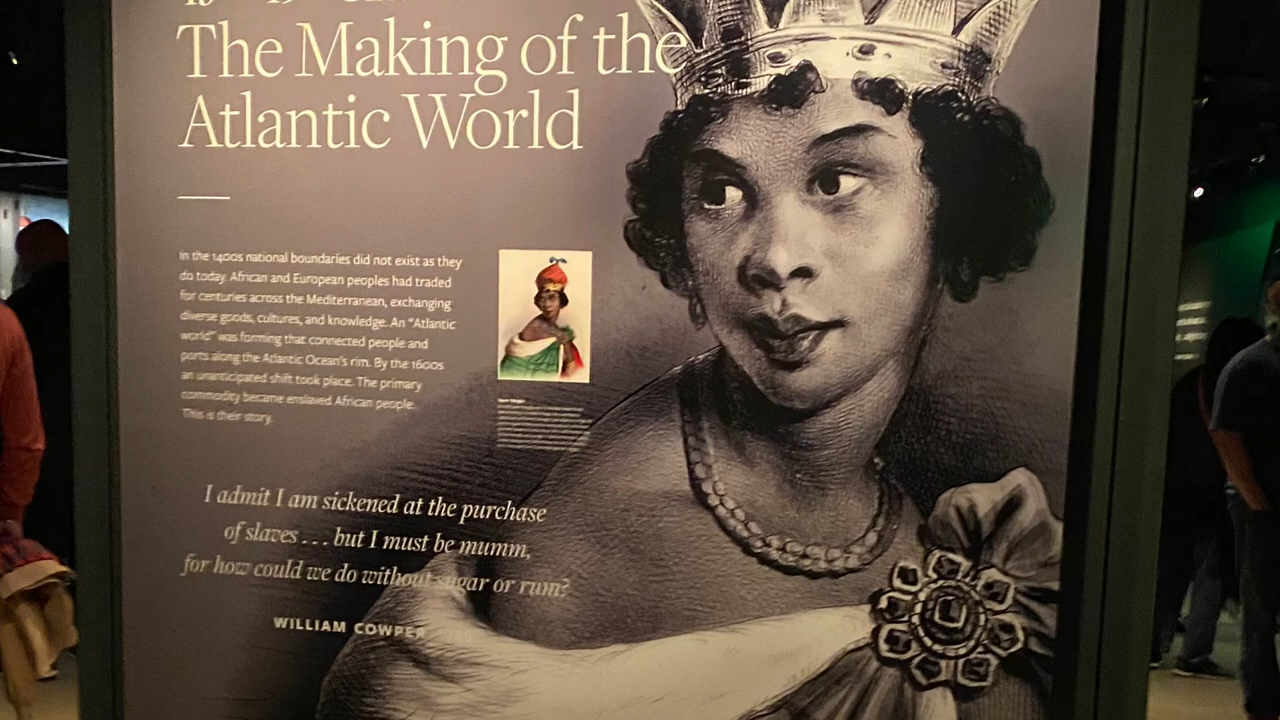 The Making of the
Atlantic World
In the 1400s national boundaries did not exist as they
do today. African and European peoples had traded
for centuries across the Mediterranean, exchanging
diverse goods, cultures, and knowledge. An “Atlantic
world” was forming that connected people and
ports along the Atlantic Ocean’s rim. By the 1600s
an unanticipated shift took place. The primary
commodity became enslaved African people.
This is their story.
I admit I am sickened at the purchase
of slaves . . . but I must be mumm,
for how could we do without sugar or rum?
WILLIAM COWPER